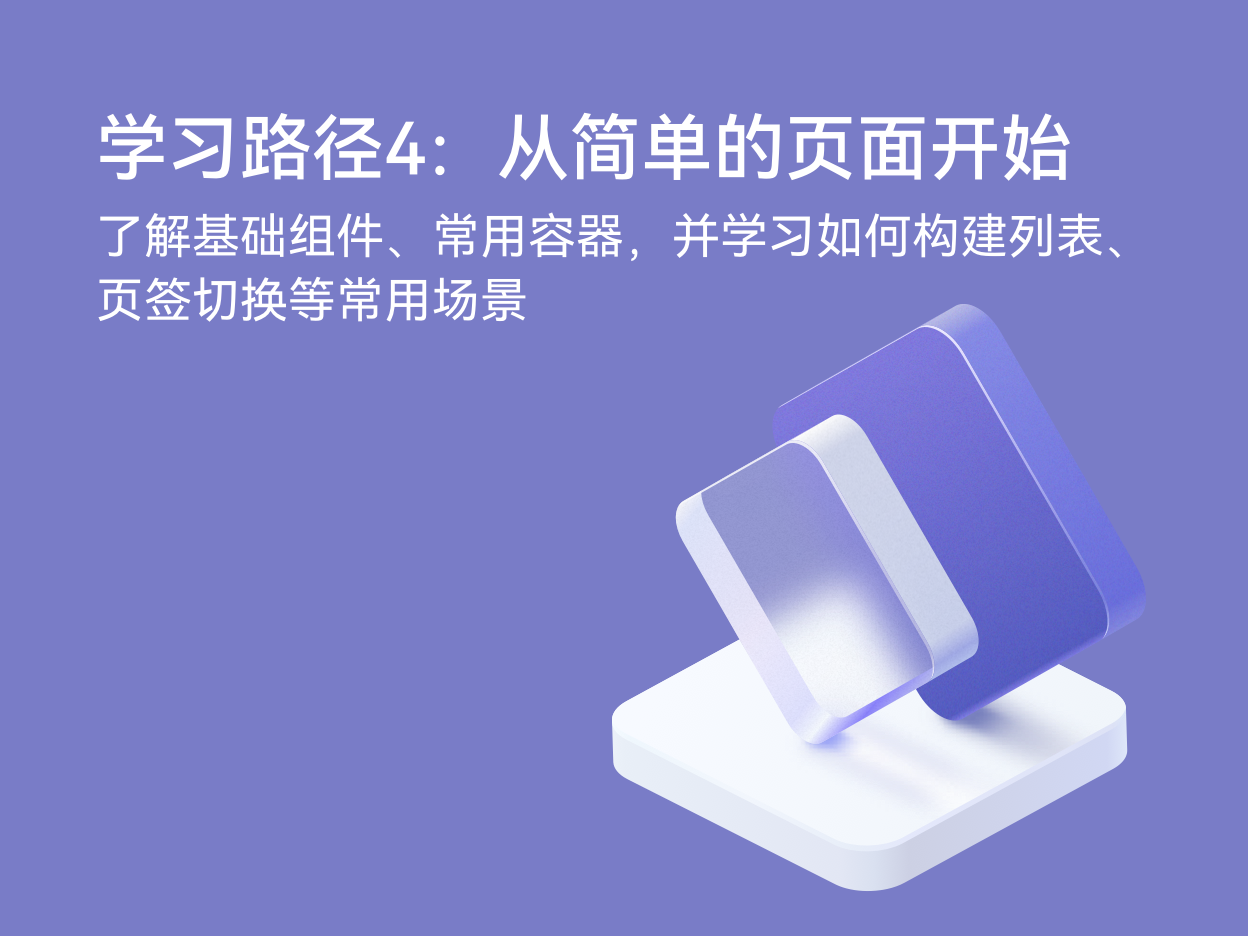 学习路径4：从简单的页面开始
了解基础组件、常用容器，并学习如何构建列表、
页签切换等常用场景